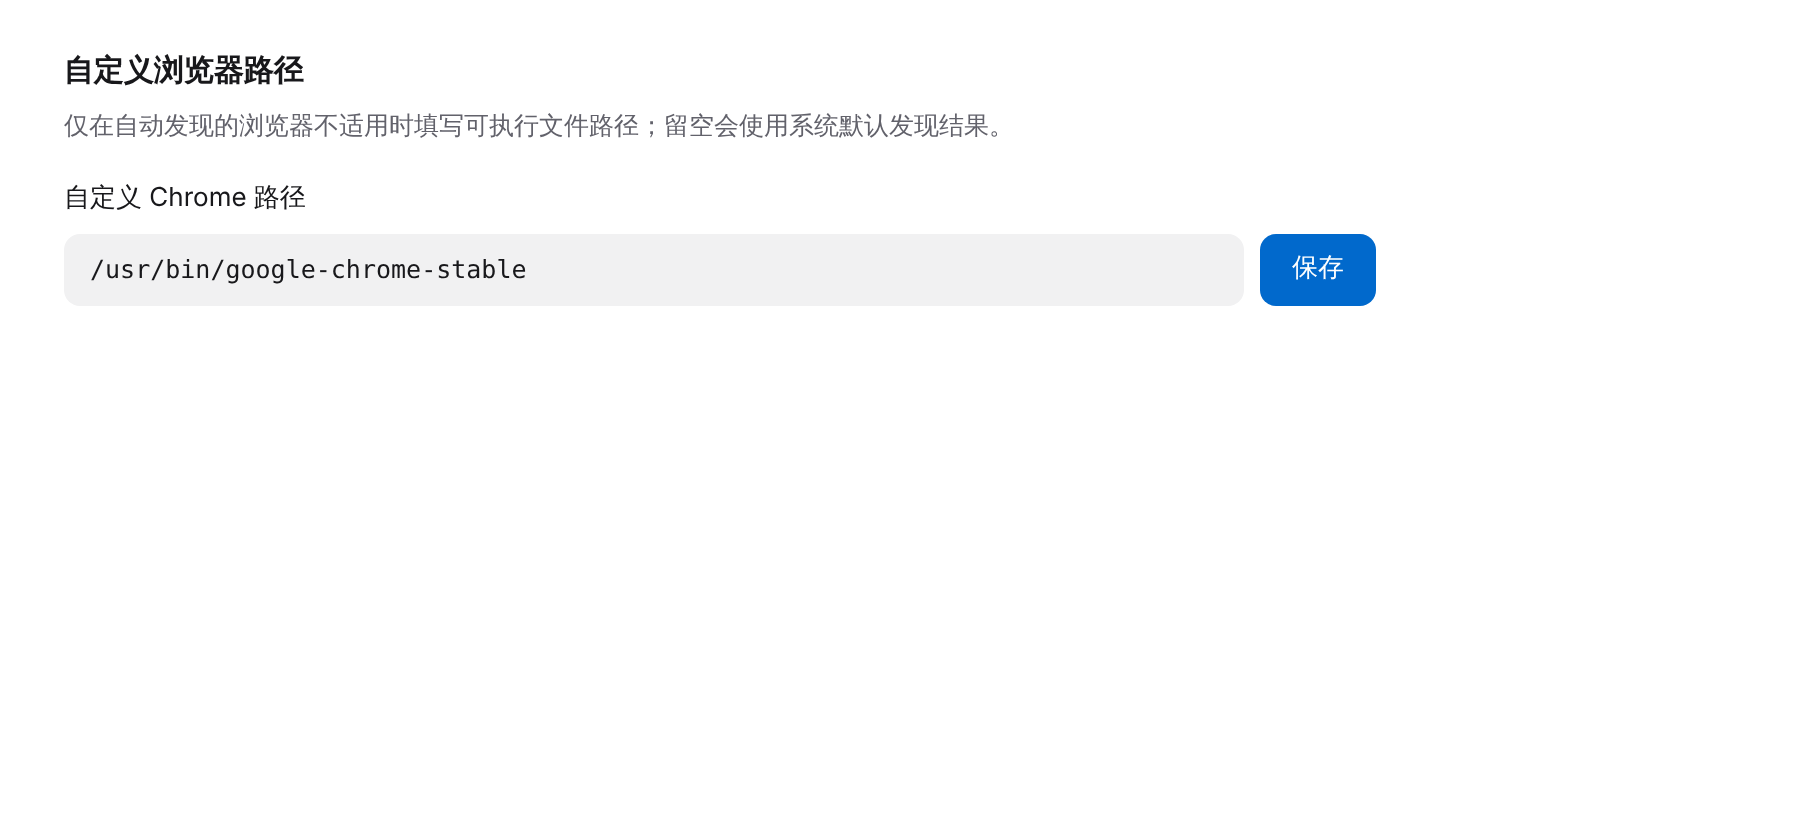 自定义浏览器路径
仅在自动发现的浏览器不适用时填写可执行文件路径；留空会使用系统默认发现结果。
自定义 Chrome 路径
/usr/bin/google-chrome-stable
保存